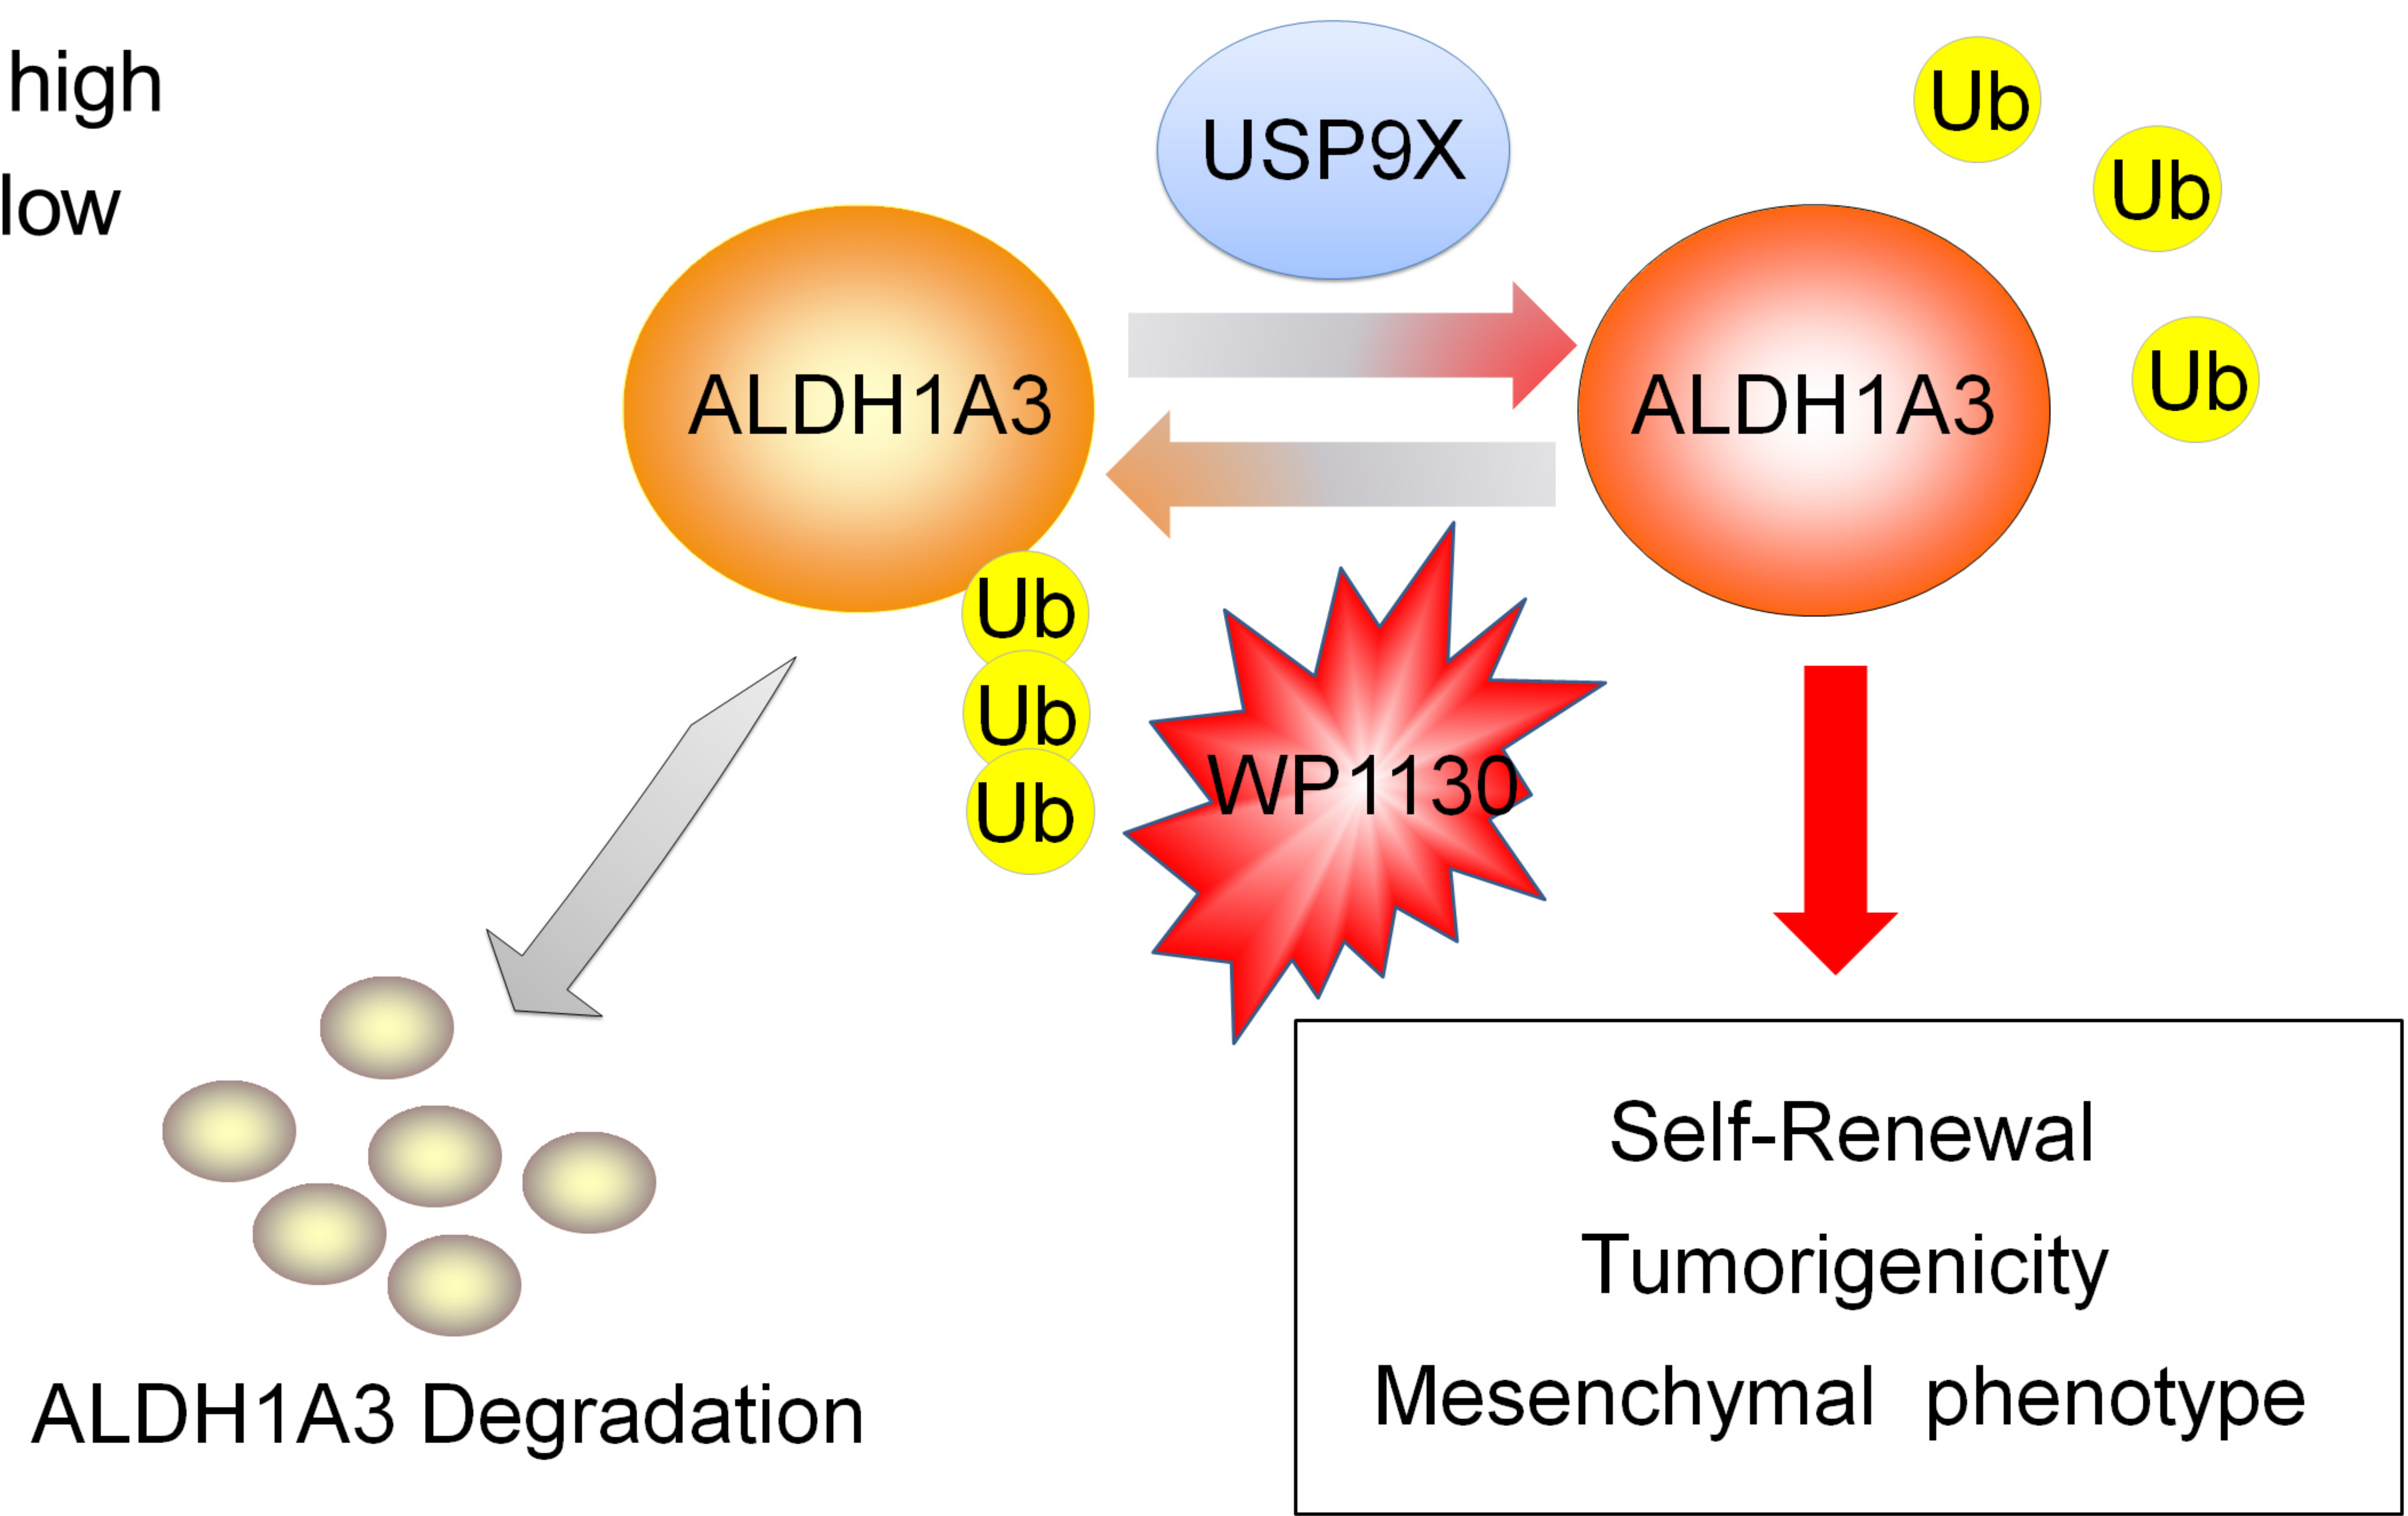 high
low
USP9X
Ub
Ub
Ub
ALDH1A3
ALDH1A3
Ub
Ub
Ub
WP1130
Self-Renewal
Tumorigenicity
Mesenchymal phenotype
ALDH1A3 Degradation